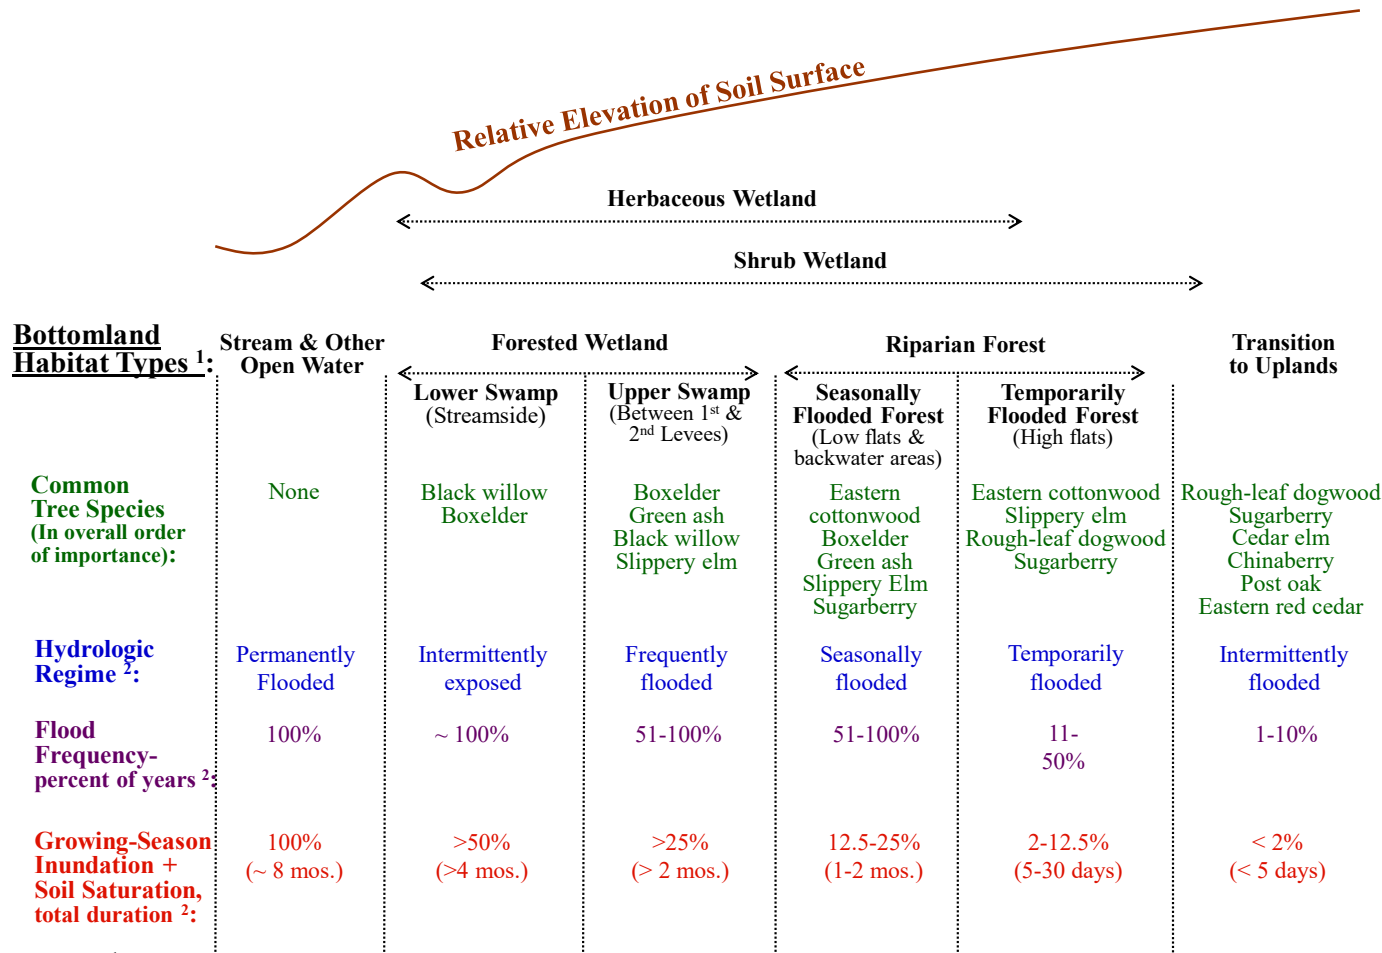 Relative Elevation of Soil Surface
Herbaceous Wetland
Shrub Wetland
Bottomland
Habitat Types ¹:
Stream & Other
Open Water
Forested Wetland
Lower Swamp
(Streamside)
Upper Swamp
(Between 1st &
2nd Levees)
Riparian Forest
Seasonally
Flooded Forest
(Low flats &
backwater areas)
Temporarily
Flooded Forest
(High flats)
Transition
to Uplands
Common
Tree Species
(In overall order
of importance):
None
Black willow
Boxelder
Boxelder
Green ash
Black willow
Slippery elm
Eastern
cottonwood
Boxelder
Green ash
Slippery Elm
Sugarberry
Eastern cottonwood
Slippery elm
Rough-leaf dogwood
Sugarberry
Rough-leaf dogwood
Sugarberry
Cedar elm
Chinaberry
Post oak
Eastern red cedar
Hydrologic
Regime ²:
Permanently
Flooded
Intermittently
exposed
Frequently
flooded
Seasonally
flooded
Temporarily
flooded
Intermittently
flooded
Flood
Frequency-
percent of years ²:
100%
~ 100%
51-100%
51-100%
11-
50%
1-10%
Growing-Season
Inundation +
Soil Saturation,
total duration ²:
100%
(~ 8 mos.)
>50%
(>4 mos.)
>25%
(> 2 mos.)
12.5-25%
(1-2 mos.)
2-12.5%
(5-30 days)
< 2%
(< 5 days)